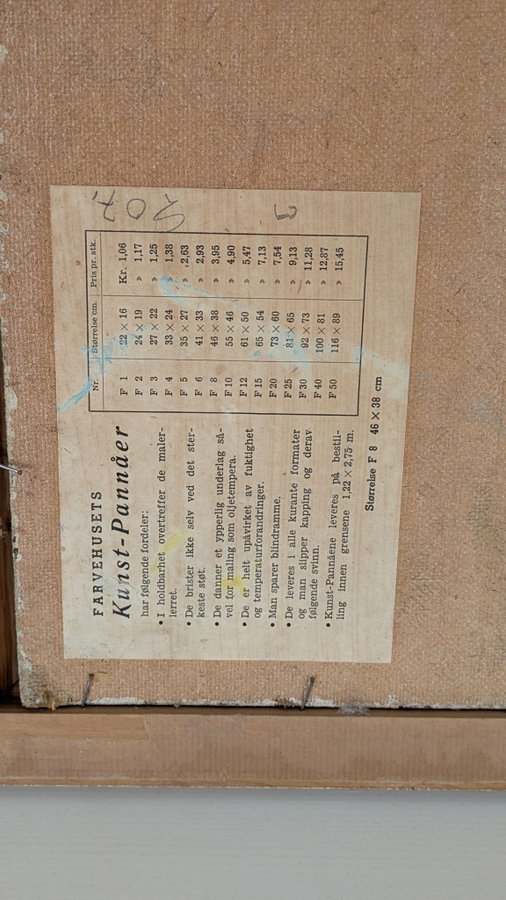 FARVEHUSETS
Kunst-Pannåer
har følgende fordeler:
• I holdbarhet overtreffer de maler-
lerret.
• De brister ikke selv ved det ster-
keste støt.
• De danner et ypperlig underlag så-
vel for maling som oljetempera.
• De er helt upåvirket av fuktighet
og temperaturforandringer.
• Man sparer blindramme.
• De leveres i alle kurante formater
og man slipper kapping og derav
følgende svinn.
• Kunst-Pannåene leveres på bestil-
ling innen grensene 1,22 × 2,75 m.
Nr. Størrelse cm. Pris pr. stk.
F 1 22 × 16 Kr. 1,06
F 2 24 × 19 » 1,17
F 3 27 × 22 » 1,25
F 4 33 × 24 » 1,38
F 5 35 × 27 » 2,63
F 6 41 × 33 » 2,93
F 8 46 × 38 » 3,95
F 10 55 × 46 » 4,90
F 12 61 × 50 » 5,47
F 15 65 × 54 » 7,13
F 20 73 × 60 » 7,54
F 25 81 × 65 » 9,13
F 30 92 × 73 » 11,28
F 40 100 × 81 » 12,87
F 50 116 × 89 » 15,45
Størrelse F 8 46 × 38 cm